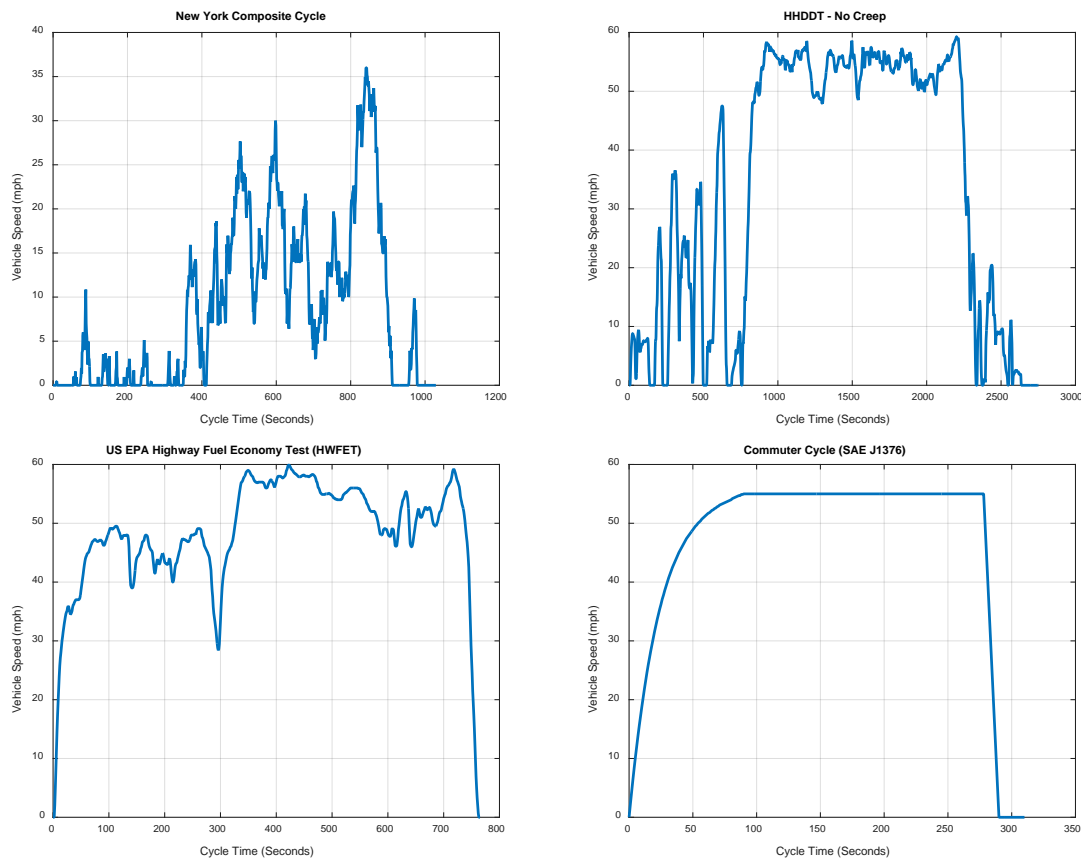 New York Composite Cycle
40
35
30
25
20
15
10
5
0
Vehicle Speed (mph)
0 200 400 600 800 1000 1200
Cycle Time (Seconds)
HHDDT - No Creep
60
50
40
30
20
10
0
Vehicle Speed (mph)
0 500 1000 1500 2000 2500 3000
Cycle Time (Seconds)
US EPA Highway Fuel Economy Test (HWFET)
60
50
40
30
20
10
0
Vehicle Speed (mph)
0 100 200 300 400 500 600 700 800
Cycle Time (Seconds)
Commuter Cycle (SAE J1376)
60
50
40
30
20
10
0
Vehicle Speed (mph)
0 50 100 150 200 250 300 350
Cycle Time (Seconds)